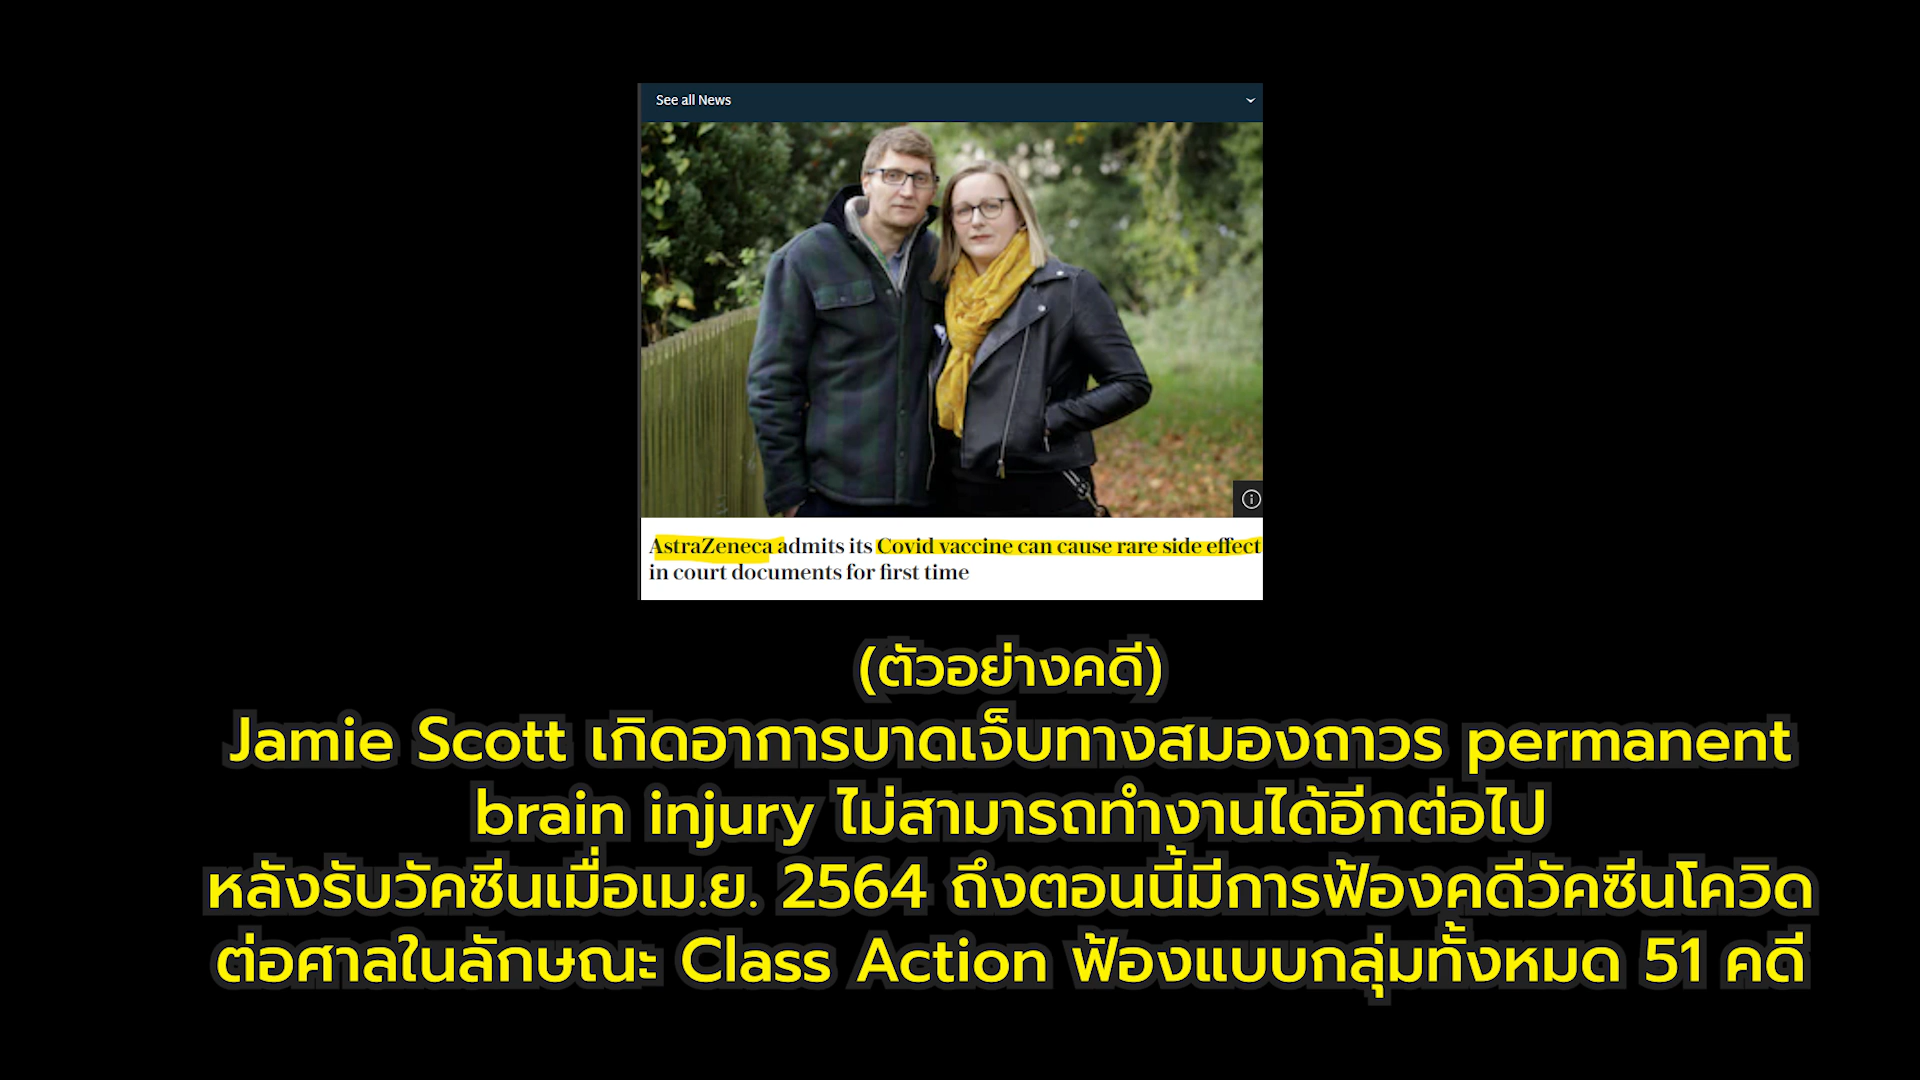 See all News
AstraZeneca admits its Covid vaccine can cause rare side effect
in court documents for first time
(ตัวอย่างคดี)
Jamie Scott เกิดอาการบาดเจ็บทางสมองถาวร permanent
brain injury ไม่สามารถทำงานได้อีกต่อไป
หลังรับวัคซีนเมื่อเม.ย. 2564 ถึงตอนนี้มีการฟ้องคดีวัคซีนโควิด
ต่อศาลในลักษณะ Class Action ฟ้องแบบกลุ่มทั้งหมด 51 คดี